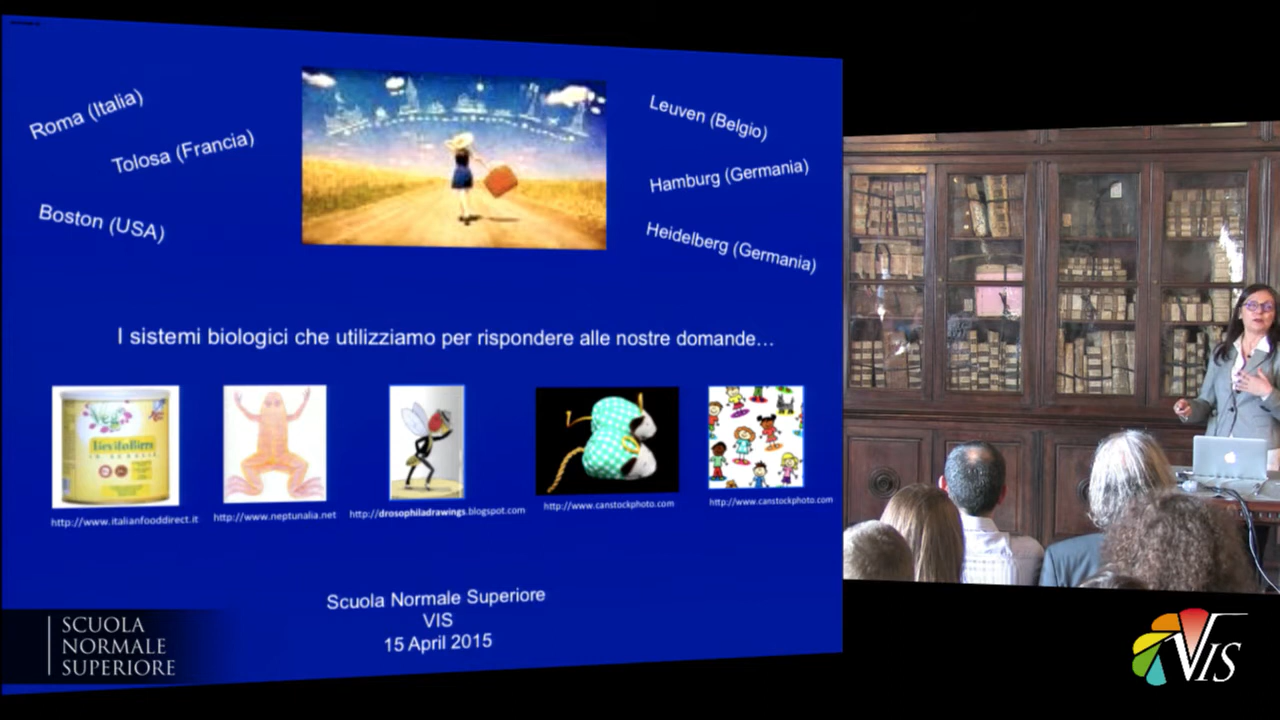 Roma (Italia)
Tolosa (Francia)
Boston (USA)
Leuven (Belgio)
Hamburg (Germania)
Heidelberg (Germania)
I sistemi biologici che utilizziamo per rispondere alle nostre domande…
http://www.italianfooddirect.it
http://www.neptunalia.net
http://drosophiladrawings.blogspot.com
http://www.canstockphoto.com
http://www.canstockphoto.com
Scuola Normale Superiore
VIS
15 April 2015
SCUOLA
NORMALE
SUPERIORE
VIS